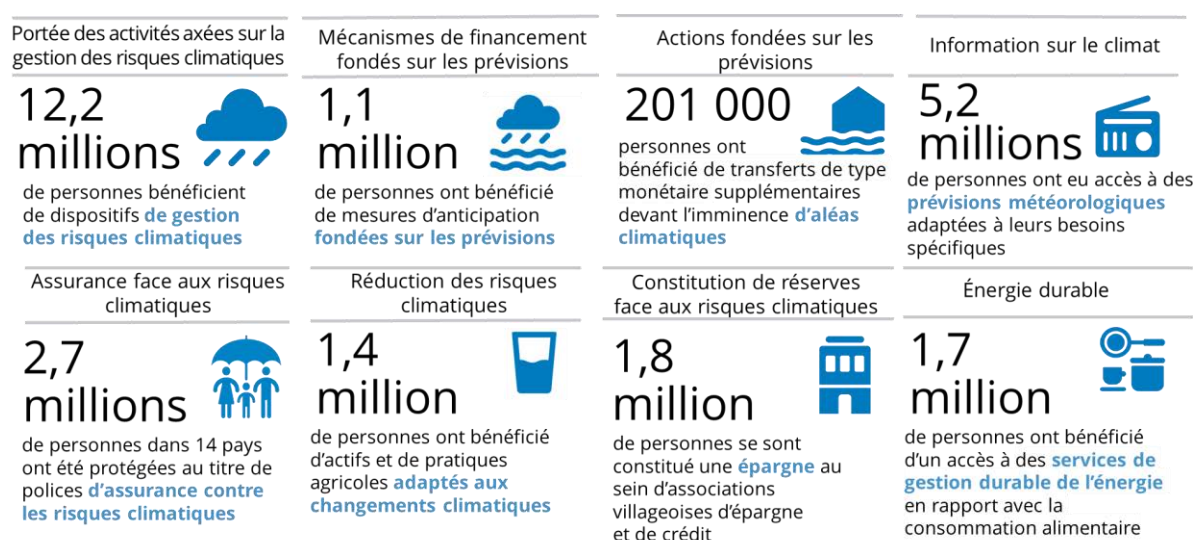 Portée des activités axées sur la
gestion des risques climatiques
12,2
millions
de personnes bénéficient
de dispositifs de gestion
des risques climatiques
Mécanismes de financement
fondés sur les prévisions
1,1
million
de personnes ont bénéficié
de mesures d'anticipation
fondées sur les prévisions
Actions fondées sur les
prévisions
201 000
personnes ont
bénéficié de transferts de type
monétaire supplémentaires
devant l'imminence d'aléas
climatiques
Information sur le climat
5,2
millions
de personnes ont eu accès à des
prévisions météorologiques
adaptées à leurs besoins
spécifiques
Assurance face aux risques
climatiques
2,7
millions
de personnes dans 14 pays
ont été protégées au titre de
polices d'assurance contre
les risques climatiques
Réduction des risques
climatiques
1,4
million
de personnes ont bénéficié
d'actifs et de pratiques
agricoles adaptés aux
changements climatiques
Constitution de réserves
face aux risques climatiques
1,8
million
de personnes se sont
constitué une épargne au
sein d'associations
villageoises d'épargne
et de crédit
Énergie durable
1,7
million
de personnes ont bénéficié
d'un accès à des services de
gestion durable de l'énergie
en rapport avec la
consommation alimentaire